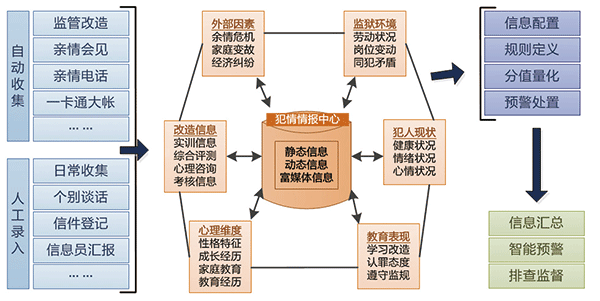 自动收集
监管改造
亲情会见
亲情电话
一卡通大帐
... ...
人工录入
日常收集
个别谈话
信件登记
信息员汇报
... ...
外部因素
亲情危机
家庭变故
经济纠纷
监狱环境
劳动状况
岗位变动
同犯矛盾
改造信息
实训信息
综合评测
心理咨询
考核信息
犯情情报中心
静态信息
动态信息
富媒体信息
犯人现状
健康状况
情绪状况
心情状况
心理维度
性格特征
成长经历
家庭教育
教育经历
教育表现
学习改造
认罪态度
遵守监规
信息配置
规则定义
分值量化
预警处置
信息汇总
智能预警
排查监督